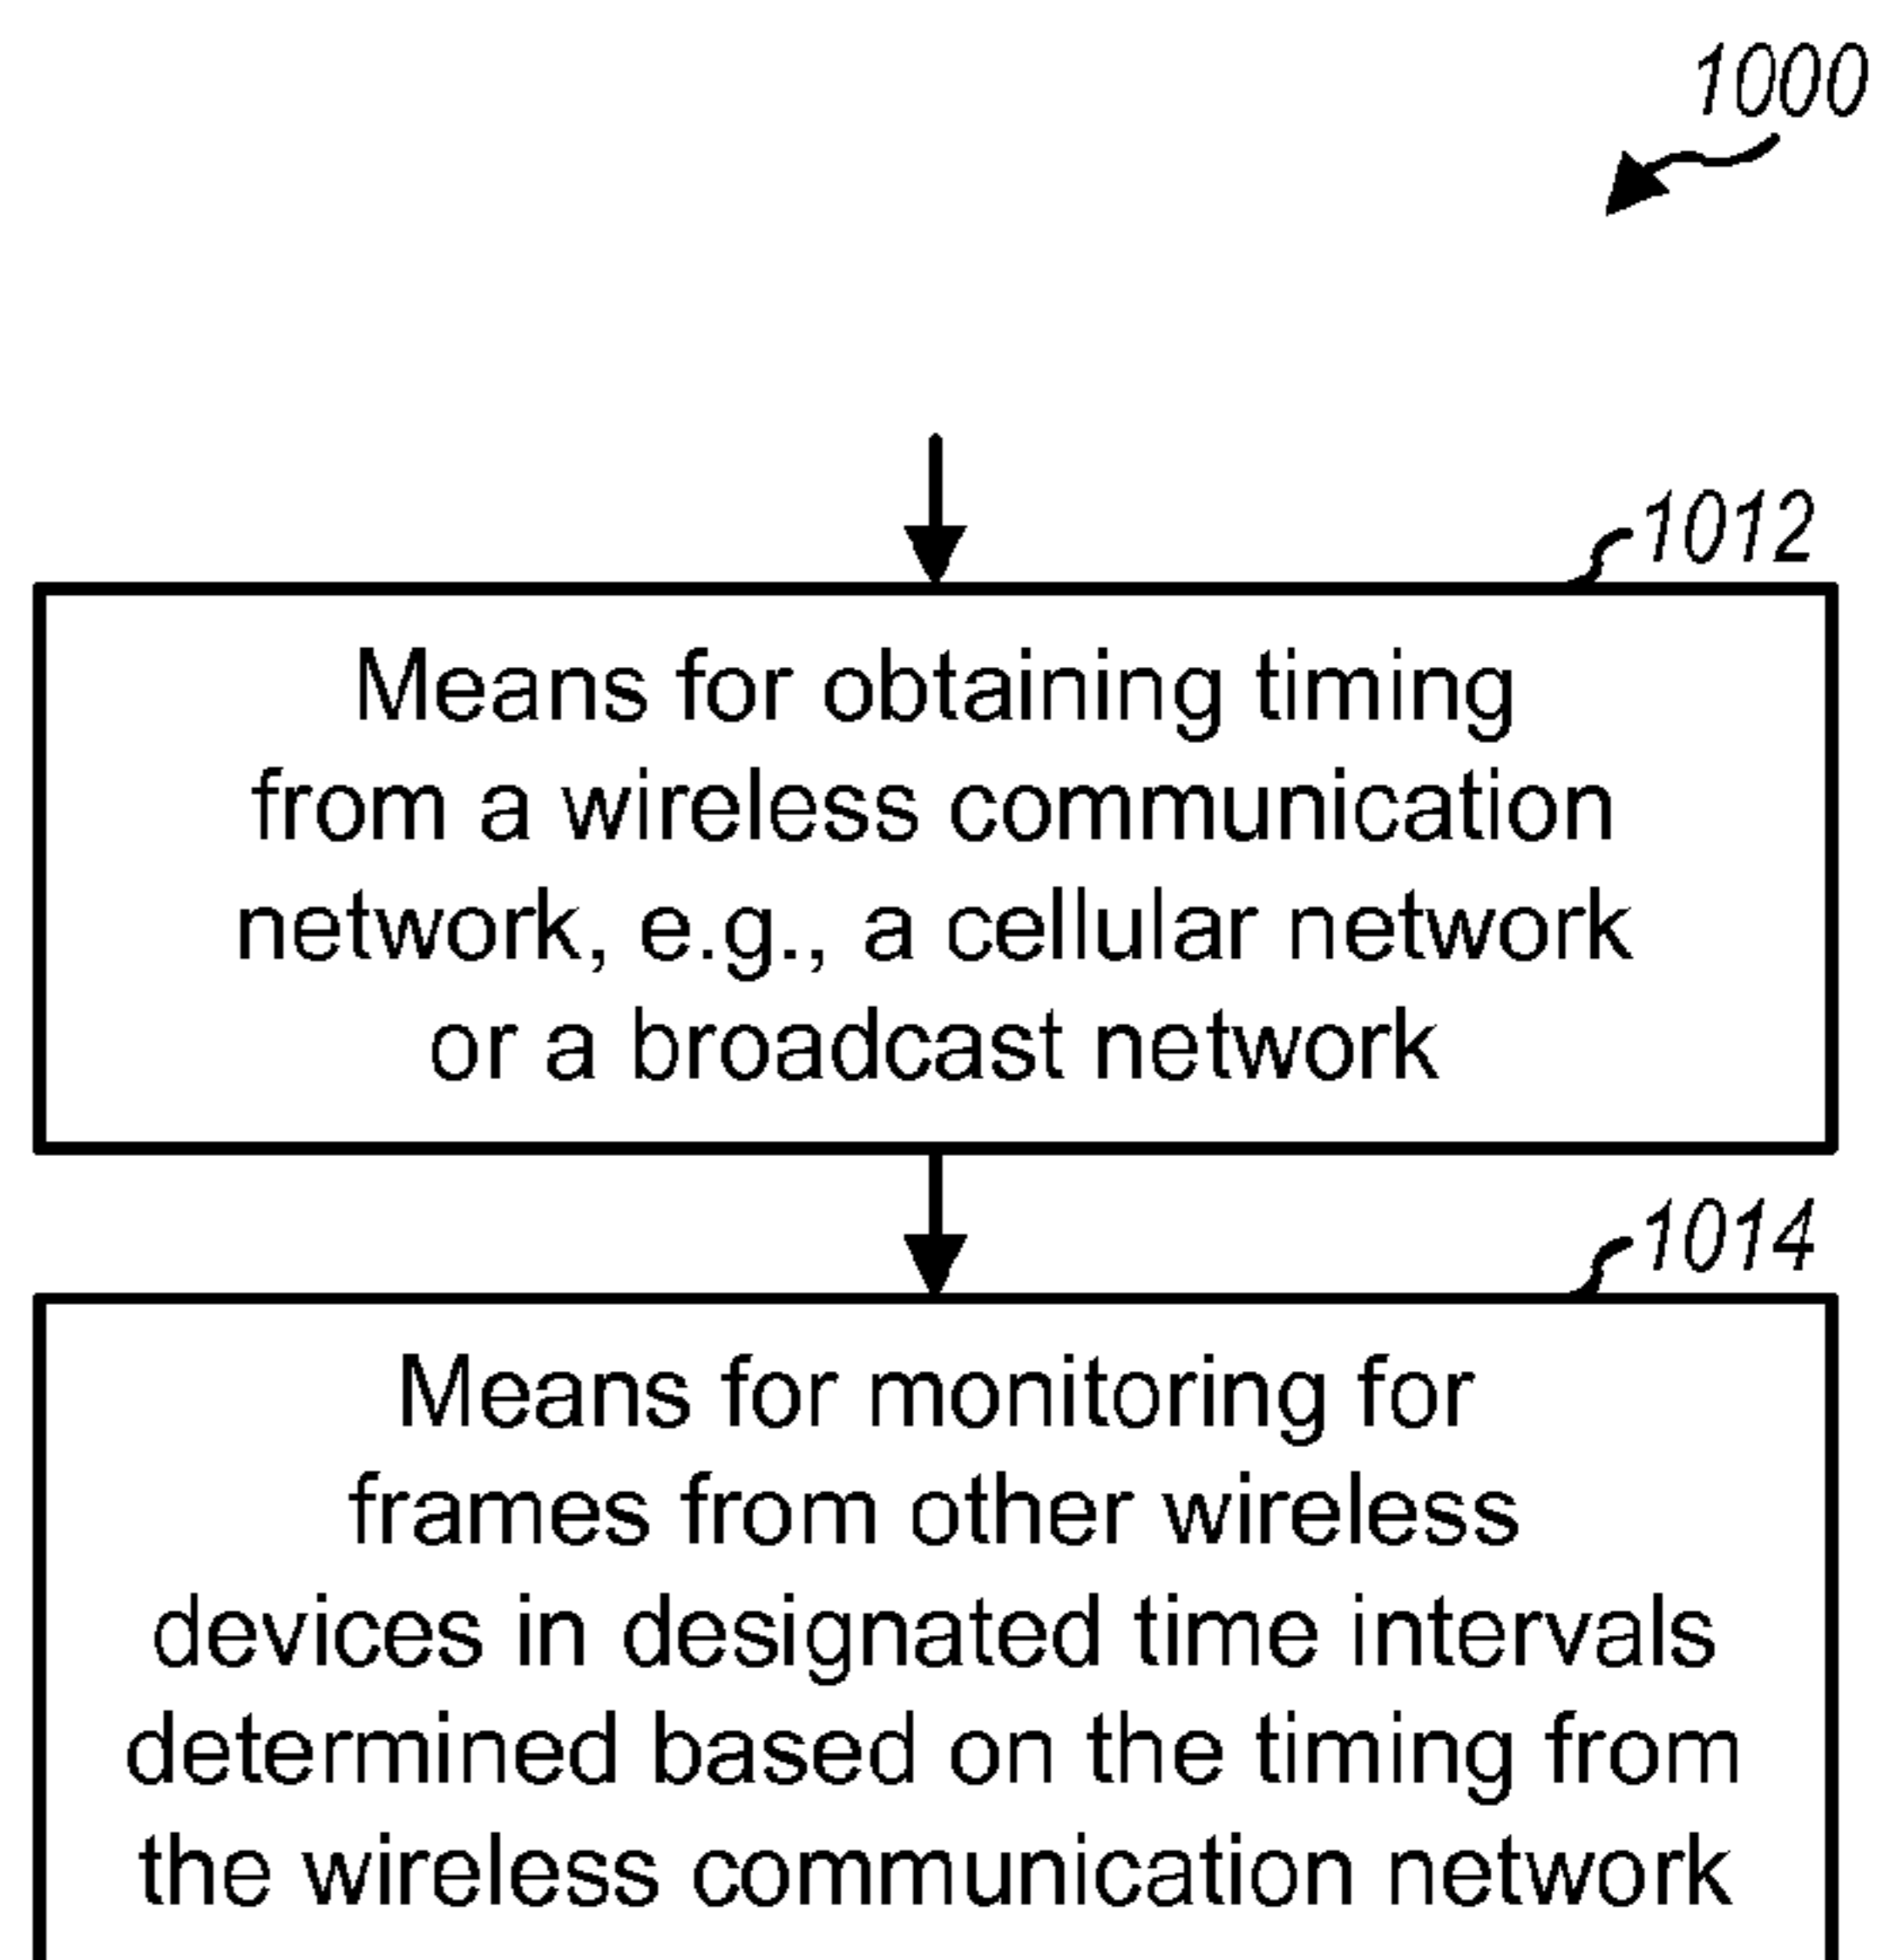 1000
1012
Means for obtaining timing
from a wireless communication
network, e.g., a cellular network
or a broadcast network
1014
Means for monitoring for
frames from other wireless
devices in designated time intervals
determined based on the timing from
the wireless communication network